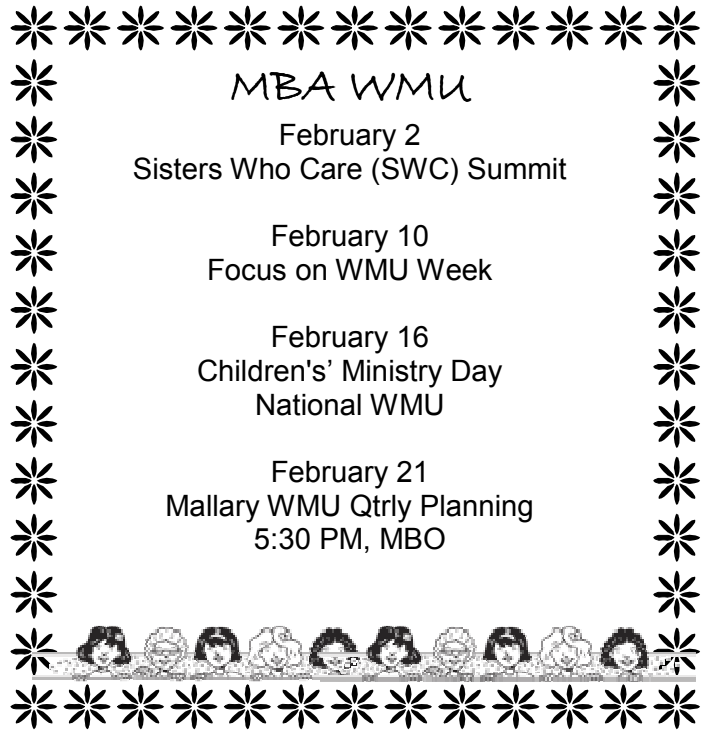 MBA WMU
February 2
Sisters Who Care (SWC) Summit
February 10
Focus on WMU Week
February 16
Children's’ Ministry Day
National WMU
February 21
Mallary WMU Qtrly Planning
5:30 PM, MBO